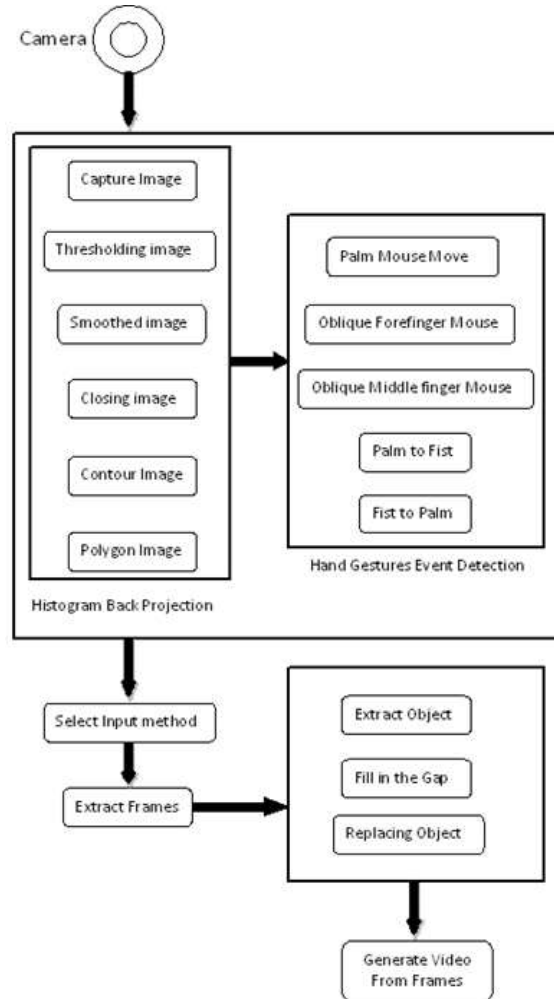 Camera
Capture Image
Thresholding image
Smoothed image
Closing image
Contour Image
Polygon Image
Histogram Back Projection
Palm Mouse Move
Oblique Forefinger Mouse
Oblique Middle finger Mouse
Palm to Fist
Fist to Palm
Hand Gestures Event Detection
Select Input method
Extract Frames
Extract Object
Fill in the Gap
Replacing Object
Generate Video
From Frames